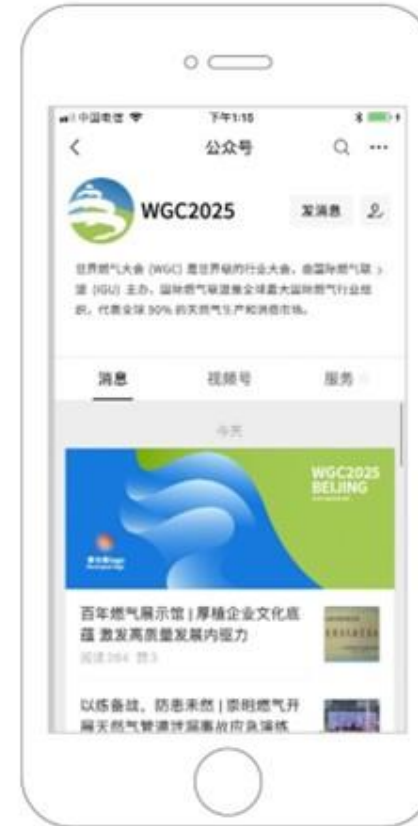 中国电信 下午1:18
公众号
WGC2025 发消息
世界燃气大会 (WGC) 是世界级的行业大会，由国际燃气联
盟 (IGU) 主办，国际燃气联盟是全球最大国际燃气行业组
织，代表全球 90% 的天然气生产和消费市场。
消息 视频号 服务
今天
WGC2025
BEIJING
百年燃气展示馆 | 厚植企业文化底
蕴 激发高质量发展内驱力
阅读 赞3
以练备战，防患未然 | 崇明燃气开
展天然气管道泄漏事故应急演练